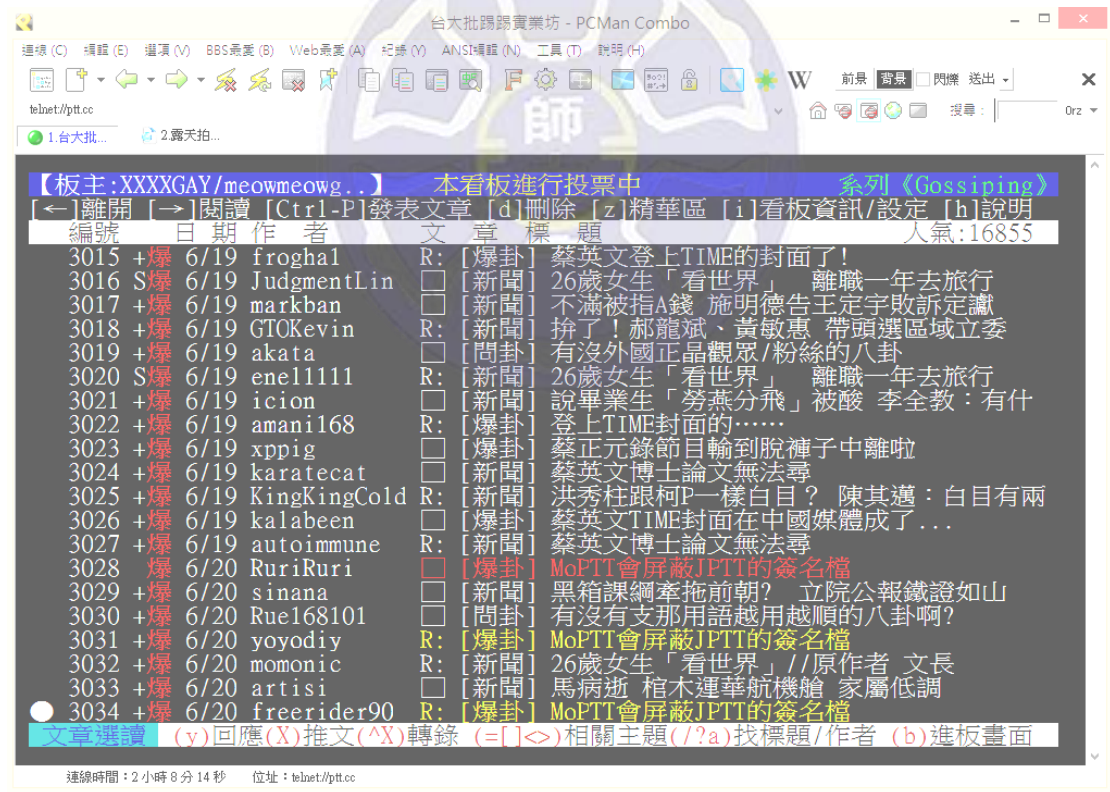 台大批踢踢實業坊 - PCMan Combo
連線(C) 編輯(E) 選項(V) BBS最愛(B) Web最愛(A) 紀錄(Y) ANSI編輯(N) 工具(T) 說明(H)
F W 前景 背景 閃爍 送出
telnet://ptt.cc 搜尋: 0rz
1.台大批... 2.露天拍...
師
【板主:XXXXGAY/meowmeowg..】 本看板進行投票中 系列《Gossiping》
[←]離開 [→]閱讀 [Ctrl-P]發表文章 [d]刪除 [z]精華區 [i]看板資訊/設定 [h]說明
編號 日 期 作 者 文 章 標 題 人氣:16855
3015 +爆 6/19 frogha1 R: [爆卦] 蔡英文登上TIME的封面了!
3016 S爆 6/19 JudgmentLin □ [新聞] 26歲女生「看世界」 離職一年去旅行
3017 +爆 6/19 markban □ [新聞] 不滿被指A錢 施明德告王定宇敗訴定讞
3018 +爆 6/19 GTOKevin R: [新聞] 拚了!郝龍斌、黃敏惠 帶頭選區域立委
3019 +爆 6/19 akata □ [問卦] 有沒外國正晶觀眾/粉絲的八卦
3020 S爆 6/19 enel1111 R: [新聞] 26歲女生「看世界」 離職一年去旅行
3021 +爆 6/19 icion □ [新聞] 說畢業生「勞燕分飛」被酸 李全教：有什
3022 +爆 6/19 amani168 R: [爆卦] 登上TIME封面的……
3023 +爆 6/19 xppig □ [爆卦] 蔡正元錄節目輸到脫褲子中離啦
3024 +爆 6/19 karatecat □ [新聞] 蔡英文博士論文無法尋
3025 +爆 6/19 KingKingCold R: [新聞] 洪秀柱跟柯P一樣白目？ 陳其邁：白目有兩
3026 +爆 6/19 kalabeen □ [爆卦] 蔡英文TIME封面在中國媒體成了...
3027 +爆 6/19 autoimmune R: [新聞] 蔡英文博士論文無法尋
3028 爆 6/20 RuriRuri □ [爆卦] MoPTT會屏蔽JPTT的簽名檔
3029 +爆 6/20 sinana □ [新聞] 黑箱課綱牽拖前朝? 立院公報鐵證如山
3030 +爆 6/20 Rue168101 □ [問卦] 有沒有支那用語越用越順的八卦啊?
3031 +爆 6/20 yoyodiy R: [爆卦] MoPTT會屏蔽JPTT的簽名檔
3032 +爆 6/20 momonic R: [新聞] 26歲女生「看世界」//原作者 文長
3033 +爆 6/20 artisi □ [新聞] 馬病逝 棺木運華航機艙 家屬低調
● 3034 +爆 6/20 freerider90 R: [爆卦] MoPTT會屏蔽JPTT的簽名檔
文章選讀 (y)回應(X)推文(^X)轉錄 (=[]<>)相關主題(/?a)找標題/作者 (b)進板畫面
連線時間：2 小時 8 分 14 秒 位址：telnet://ptt.cc